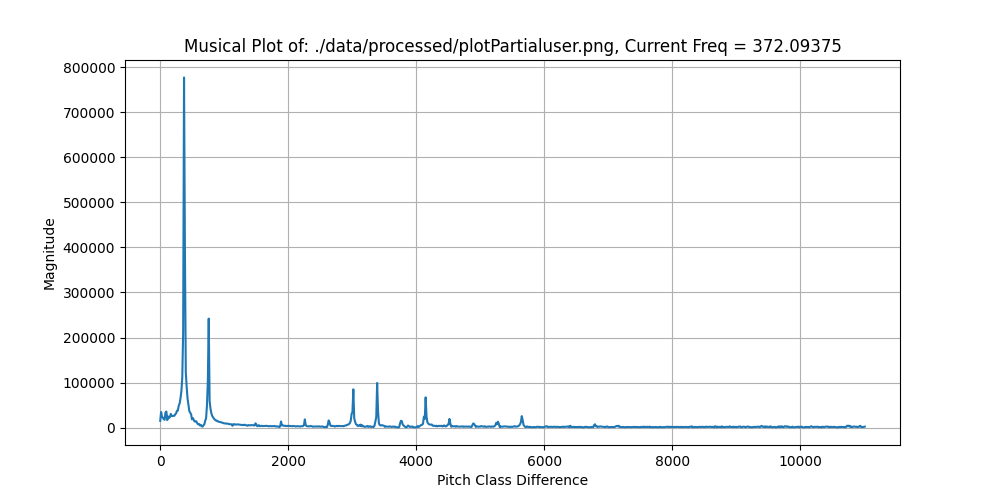 Musical Plot of: ./data/processed/plotPartialuser.png, Current Freq = 372.09375
800000
700000
600000
500000
400000
300000
200000
100000
0
Magnitude
0 2000 4000 6000 8000 10000
Pitch Class Difference